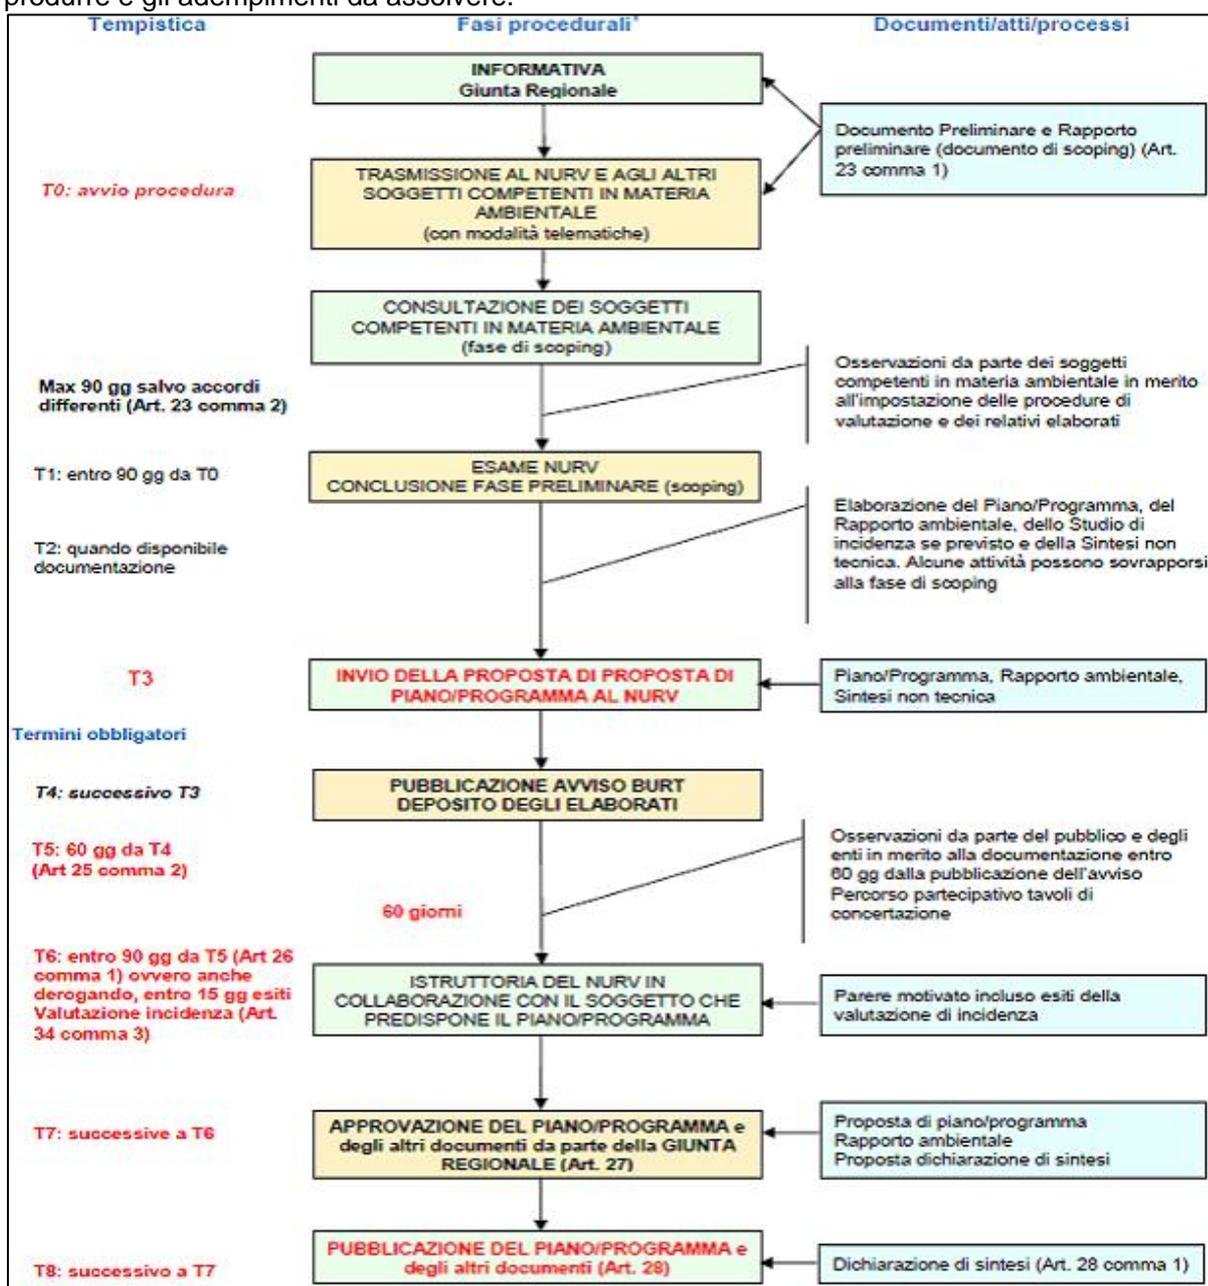 produrre e gli adempimenti da assolvere.
Tempistica
Fasi procedurali*
Documenti/atti/processi
INFORMATIVA
Giunta Regionale
Documento Preliminare e Rapporto
preliminare (documento di scoping) (Art.
23 comma 1)
T0: avvio procedura
TRASMISSIONE AL NURV E AGLI ALTRI
SOGGETTI COMPETENTI IN MATERIA
AMBIENTALE
(con modalità telematiche)
CONSULTAZIONE DEI SOGGETTI
COMPETENTI IN MATERIA AMBIENTALE
(fase di scoping)
Max 90 gg salvo accordi
differenti (Art. 23 comma 2)
Osservazioni da parte dei soggetti
competenti in materia ambientale in merito
all'impostazione delle procedure di
valutazione e dei relativi elaborati
T1: entro 90 gg da T0
ESAME NURV
CONCLUSIONE FASE PRELIMINARE (scoping)
T2: quando disponibile
documentazione
Elaborazione del Piano/Programma, del
Rapporto ambientale, dello Studio di
incidenza se previsto e della Sintesi non
tecnica. Alcune attività possono sovrapporsi
alla fase di scoping
T3
INVIO DELLA PROPOSTA DI PROPOSTA DI
PIANO/PROGRAMMA AL NURV
Piano/Programma, Rapporto ambientale,
Sintesi non tecnica
Termini obbligatori
T4: successivo T3
PUBBLICAZIONE AVVISO BURT
DEPOSITO DEGLI ELABORATI
T5: 60 gg da T4
(Art 25 comma 2)
Osservazioni da parte del pubblico e degli
enti in merito alla documentazione entro
60 gg dalla pubblicazione dell'avviso
Percorso partecipativo tavoli di
concertazione
60 giorni
T6: entro 90 gg da T5 (Art 26
comma 1) ovvero anche
derogando, entro 15 gg esiti
Valutazione incidenza (Art.
34 comma 3)
ISTRUTTORIA DEL NURV IN
COLLABORAZIONE CON IL SOGGETTO CHE
PREDISPONE IL PIANO/PROGRAMMA
Parere motivato incluso esiti della
valutazione di incidenza
T7: successive a T6
APPROVAZIONE DEL PIANO/PROGRAMMA e
degli altri documenti da parte della GIUNTA
REGIONALE (Art. 27)
Proposta di piano/programma
Rapporto ambientale
Proposta dichiarazione di sintesi
T8: successivo a T7
PUBBLICAZIONE DEL PIANO/PROGRAMMA e
degli altri documenti (Art. 28)
Dichiarazione di sintesi (Art. 28 comma 1)